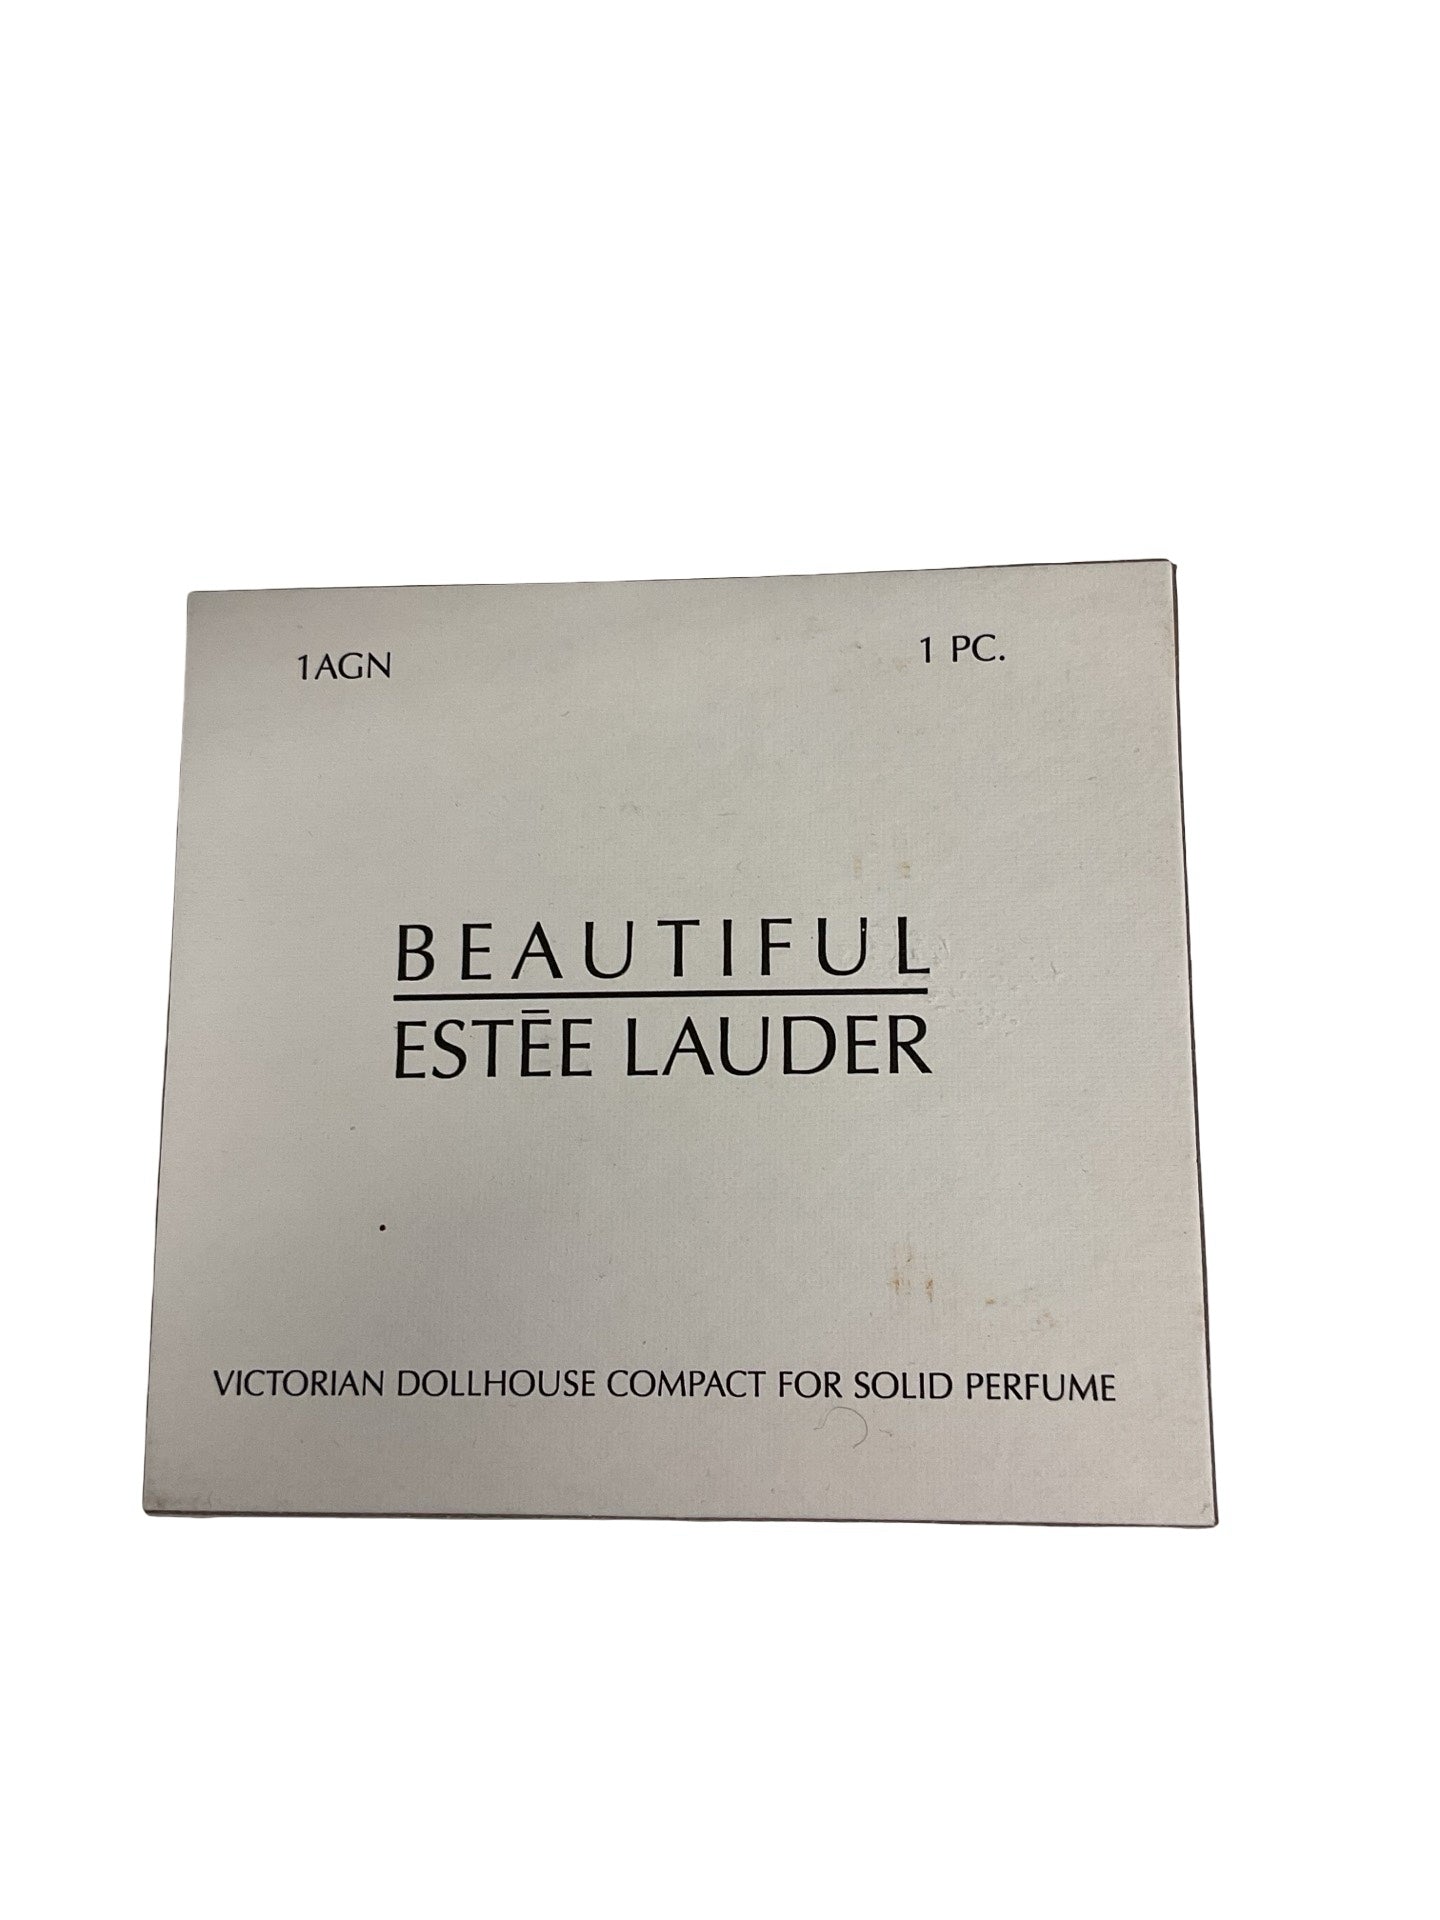 1AGN 1 PC.
BEAUTIFUL
ESTĒE LAUDER
VICTORIAN DOLLHOUSE COMPACT FOR SOLID PERFUME